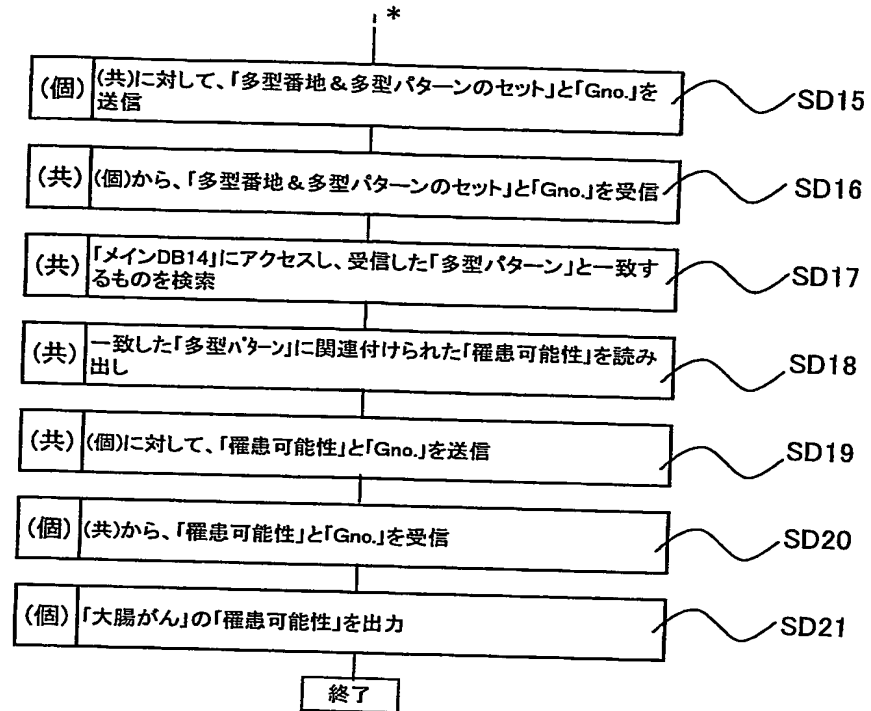 *
(個) (共)に対して、「多型番地&多型パターンのセット」と「Gno.」を
送信
SD15
(共) (個)から、「多型番地&多型パターンのセット」と「Gno.」を受信
SD16
(共) 「メインDB14」にアクセスし、受信した「多型パターン」と一致す
るものを検索
SD17
(共) 一致した「多型パターン」に関連付けられた「罹患可能性」を読み
出し
SD18
(共) (個)に対して、「罹患可能性」と「Gno.」を送信
SD19
(個) (共)から、「罹患可能性」と「Gno.」を受信
SD20
(個) 「大腸がん」の「罹患可能性」を出力
SD21
終了